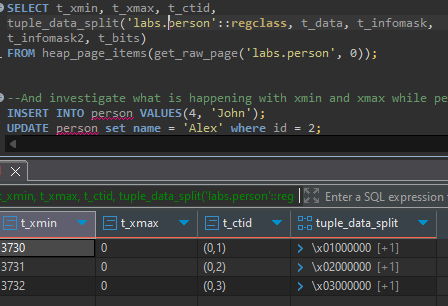 SELECT t_xmin, t_xmax, t_ctid,
tuple_data_split('labs.person'::regclass, t_data, t_infomask,
t_infomask2, t_bits)
FROM heap_page_items(get_raw_page('labs.person', 0));
--And investigate what is happening with xmin and xmax while pe
INSERT INTO person VALUES(4, 'John');
UPDATE person set name = 'Alex' where id = 2;
t_xmin, t_xmax, t_ctid, tuple_data_split('labs.person'::reg Enter a SQL expression
t_xmin t_xmax t_ctid tuple_data_split
3730 0 (0,1) > \x01000000 [+1]
3731 0 (0,2) > \x02000000 [+1]
3732 0 (0,3) > \x03000000 [+1]